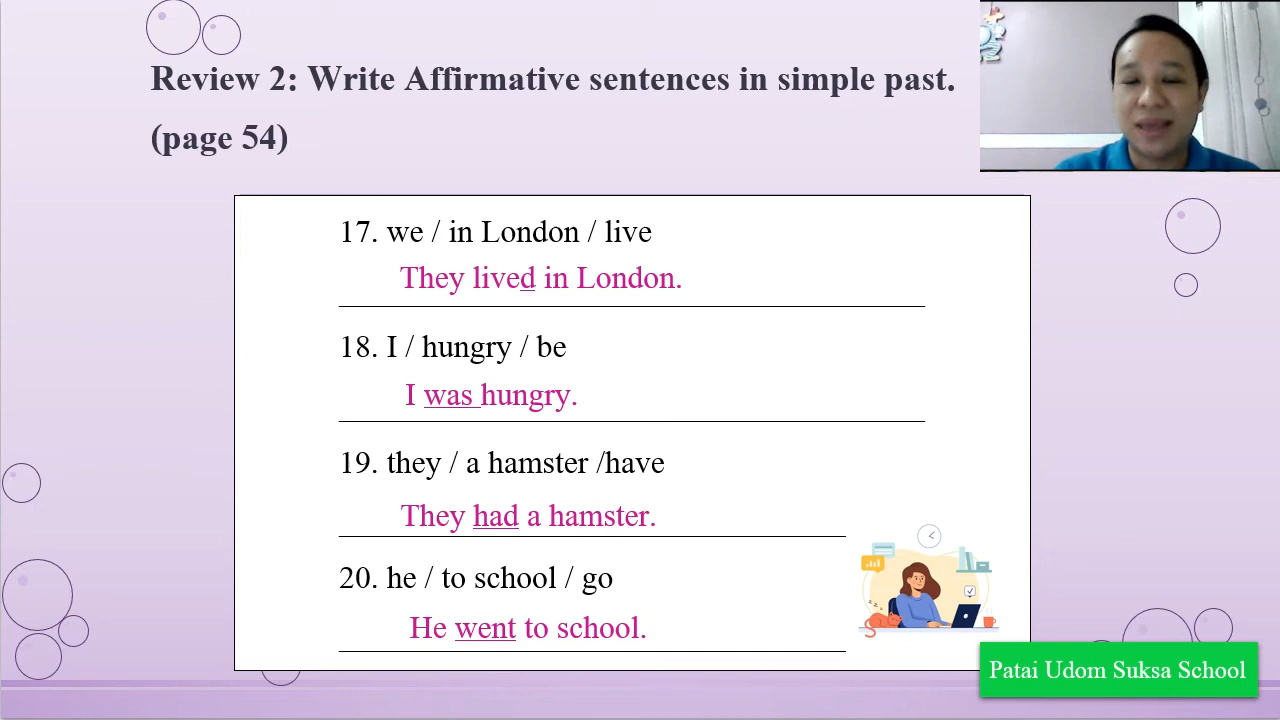 Review 2: Write Affirmative sentences in simple past.
(page 54)
17. we / in London / live
They lived in London.
18. I / hungry / be
I was hungry.
19. they / a hamster /have
They had a hamster.
20. he / to school / go
He went to school.
Patai Udom Suksa School